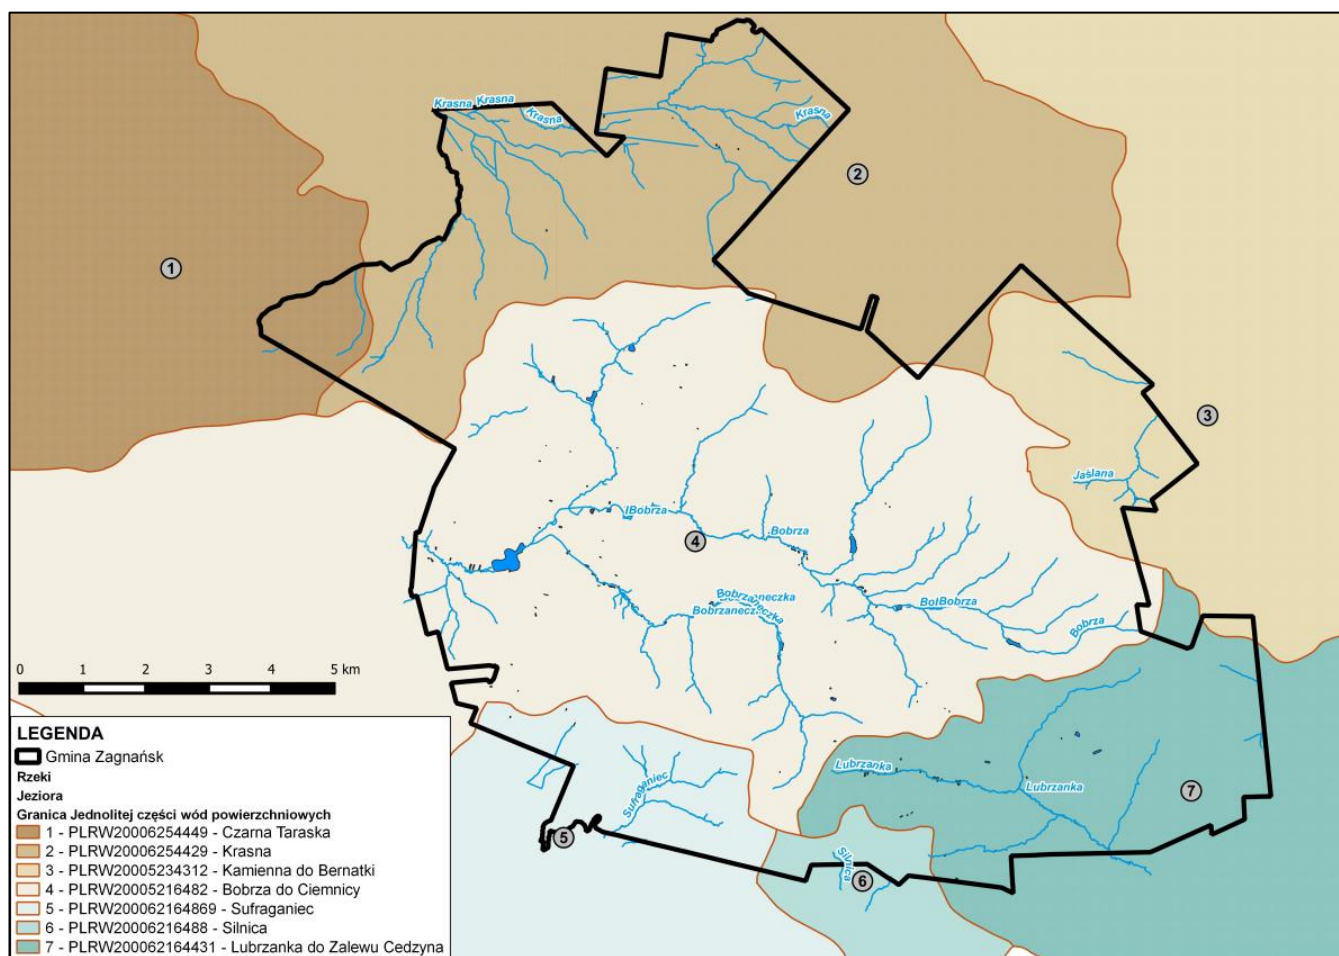 Krasna Krasna
Krasna
Krasna
2
1
3
Jaślana
IBobrza
Bobrza
4
Bobrzaneczka
Bobrzaneczka
BobBobrza
Bobrza
0 1 2 3 4 5 km
Lubrzanka
Lubrzanka
7
Sufraganiec
5
Silnica
6
LEGENDA
Gmina Zagnańsk
Rzeki
Jeziora
Granica Jednolitej części wód powierzchniowych
1 - PLRW20006254449 - Czarna Taraska
2 - PLRW20006254429 - Krasna
3 - PLRW20005234312 - Kamienna do Bernatki
4 - PLRW20005216482 - Bobrza do Ciemnicy
5 - PLRW200062164869 - Sufraganiec
6 - PLRW200006216488 - Silnica
7 - PLRW200062164431 - Lubrzanka do Zalewu Cedzyna